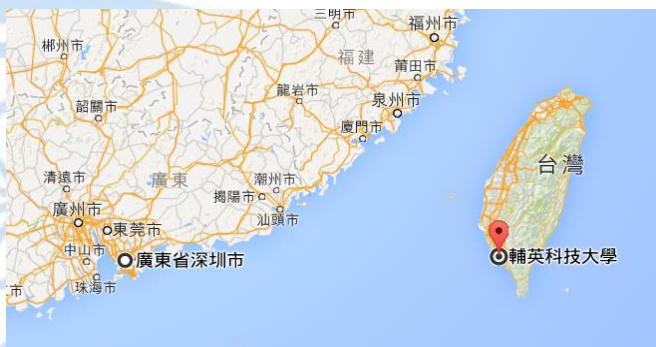 三明市
福州市
郴州市
福建
莆田市
龍岩市
泉州市
韶關市
廈門市
台灣
清遠市
廣東
潮州市
揭陽市
廣州市
汕頭市
東莞市
中山市
廣東省深圳市
輔英科技大學
珠海市
市